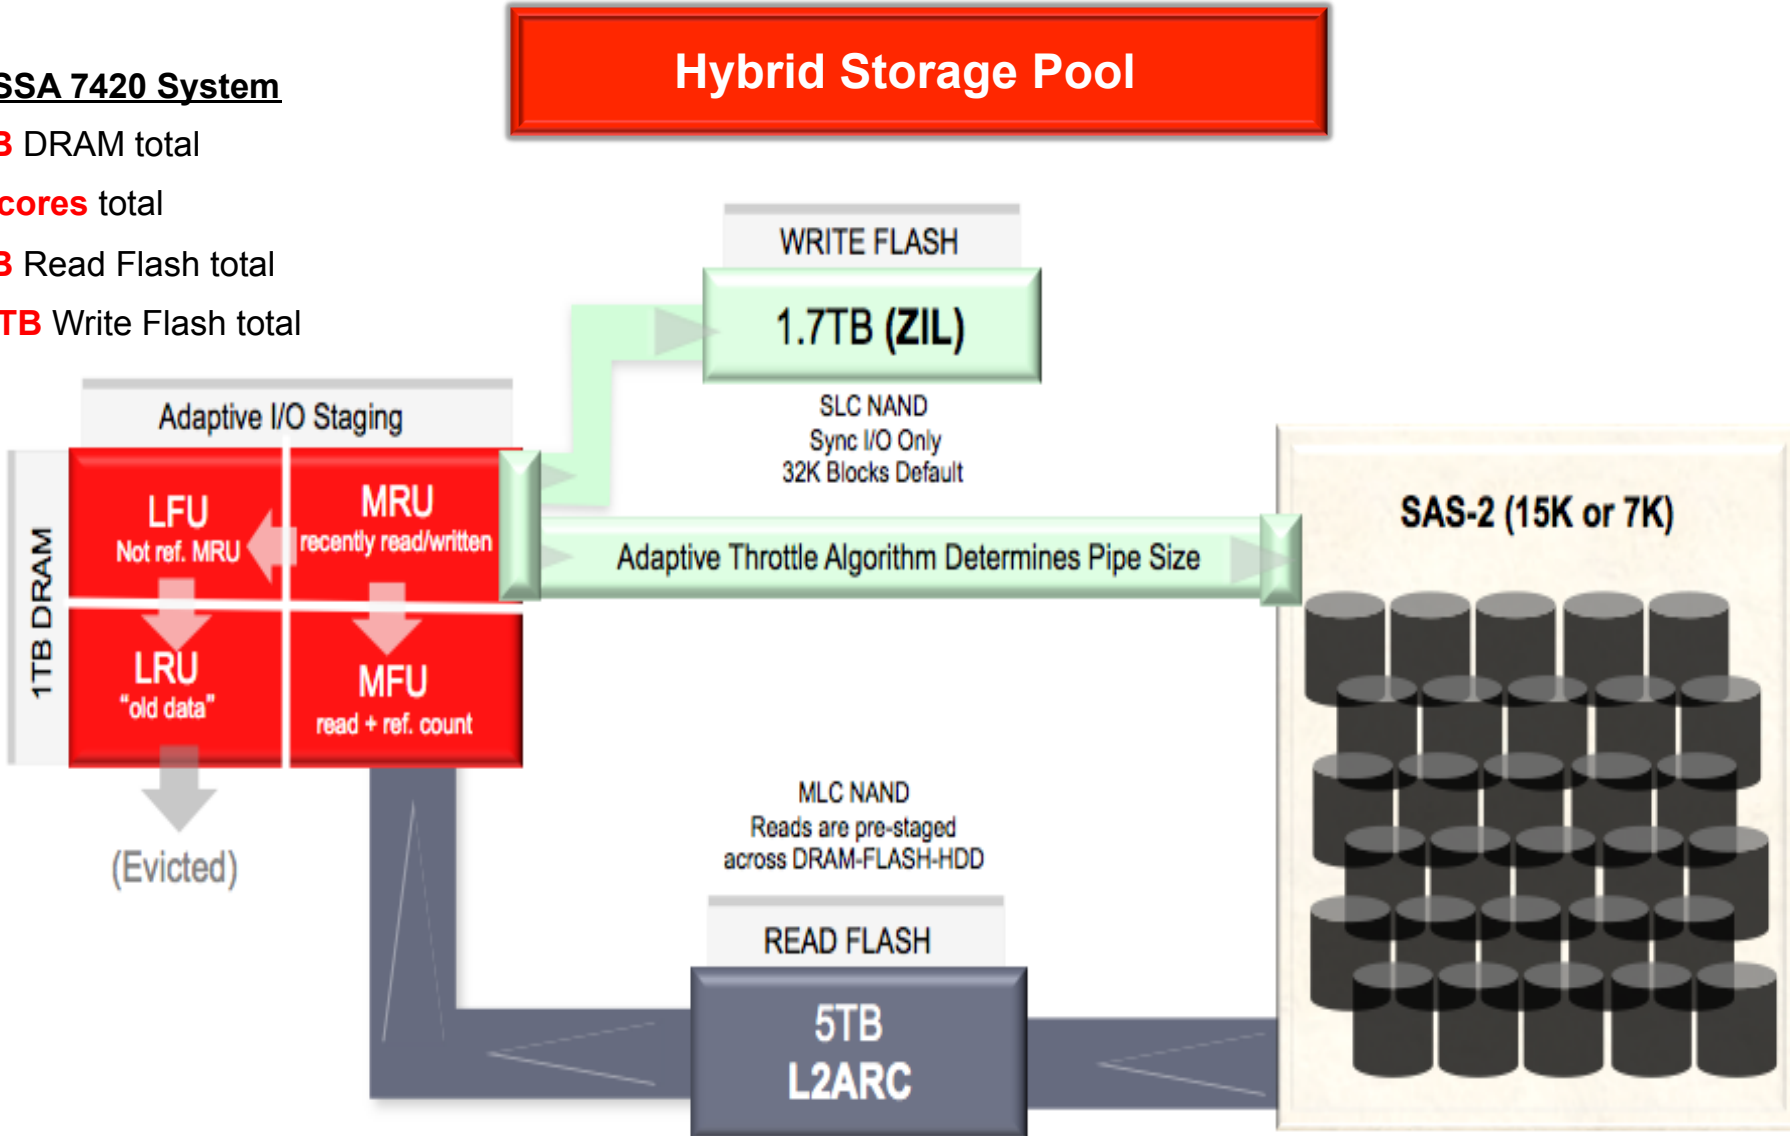 Hybrid Storage Pool
SSA 7420 System
B DRAM total
cores total
B Read Flash total
TB Write Flash total
WRITE FLASH
1.7TB (ZIL)
SLC NAND
Sync I/O Only
32K Blocks Default
Adaptive I/O Staging
1TB DRAM
LFU
Not ref. MRU
MRU
recently read/written
LRU
“old data”
MFU
read + ref. count
(Evicted)
Adaptive Throttle Algorithm Determines Pipe Size
SAS-2 (15K or 7K)
MLC NAND
Reads are pre-staged
across DRAM-FLASH-HDD
READ FLASH
5TB
L2ARC